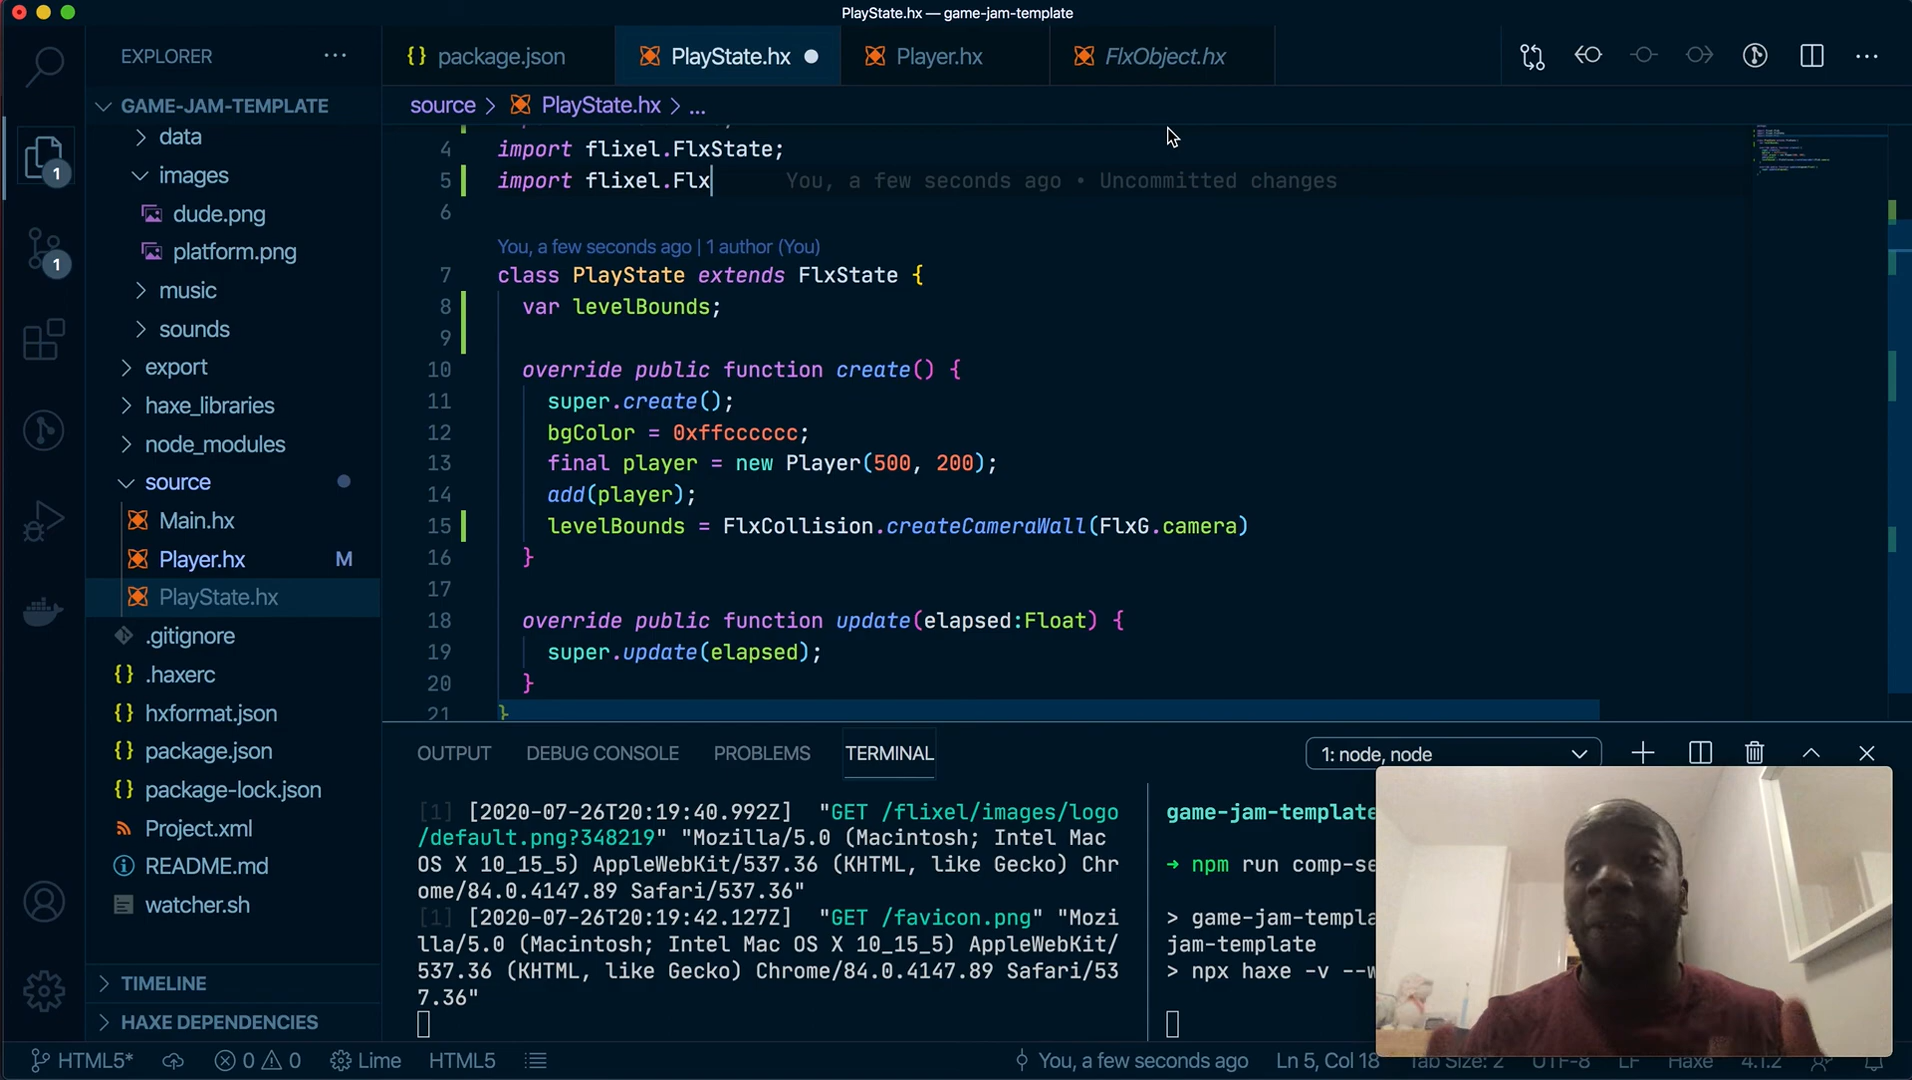 PlayState.hx — game-jam-template
EXPLORER
{} package.json
PlayState.hx
Player.hx
FlxObject.hx
GAME-JAM-TEMPLATE
source > PlayState.hx > ...
data
images
dude.png
platform.png
music
sounds
export
haxe_libraries
node_modules
source
Main.hx
Player.hx M
PlayState.hx
.gitignore
{} .haxerc
{} hxformat.json
{} package.json
{} package-lock.json
Project.xml
README.md
watcher.sh
TIMELINE
HAXE DEPENDENCIES
1
1
4 import flixel.FlxState;
5 import flixel.Flx You, a few seconds ago • Uncommitted changes
6
You, a few seconds ago | 1 author (You)
7 class PlayState extends FlxState {
8 var levelBounds;
9
10 override public function create() {
11 super.create();
12 bgColor = 0xffcccccc;
13 final player = new Player(500, 200);
14 add(player);
15 levelBounds = FlxCollision.createCameraWall(FlxG.camera)
16 }
17
18 override public function update(elapsed:Float) {
19 super.update(elapsed);
20 }
21 }
OUTPUT DEBUG CONSOLE PROBLEMS TERMINAL 1: node, node
[1] [2020-07-26T20:19:40.992Z] "GET /flixel/images/logo
/default.png?348219" "Mozilla/5.0 (Macintosh; Intel Mac
OS X 10_15_5) AppleWebKit/537.36 (KHTML, like Gecko) Chr
ome/84.0.4147.89 Safari/537.36"
[1] [2020-07-26T20:19:42.127Z] "GET /favicon.png" "Mozi
lla/5.0 (Macintosh; Intel Mac OS X 10_15_5) AppleWebKit/
537.36 (KHTML, like Gecko) Chrome/84.0.4147.89 Safari/53
7.36"
game-jam-template
→ npm run comp-se
> game-jam-templa
jam-template
> npx haxe -v --w
HTML5* 0 0 Lime HTML5 You, a few seconds ago Ln 5, Col 18 Tab Size: 2 UTF-8 LF Haxe 4.1.2